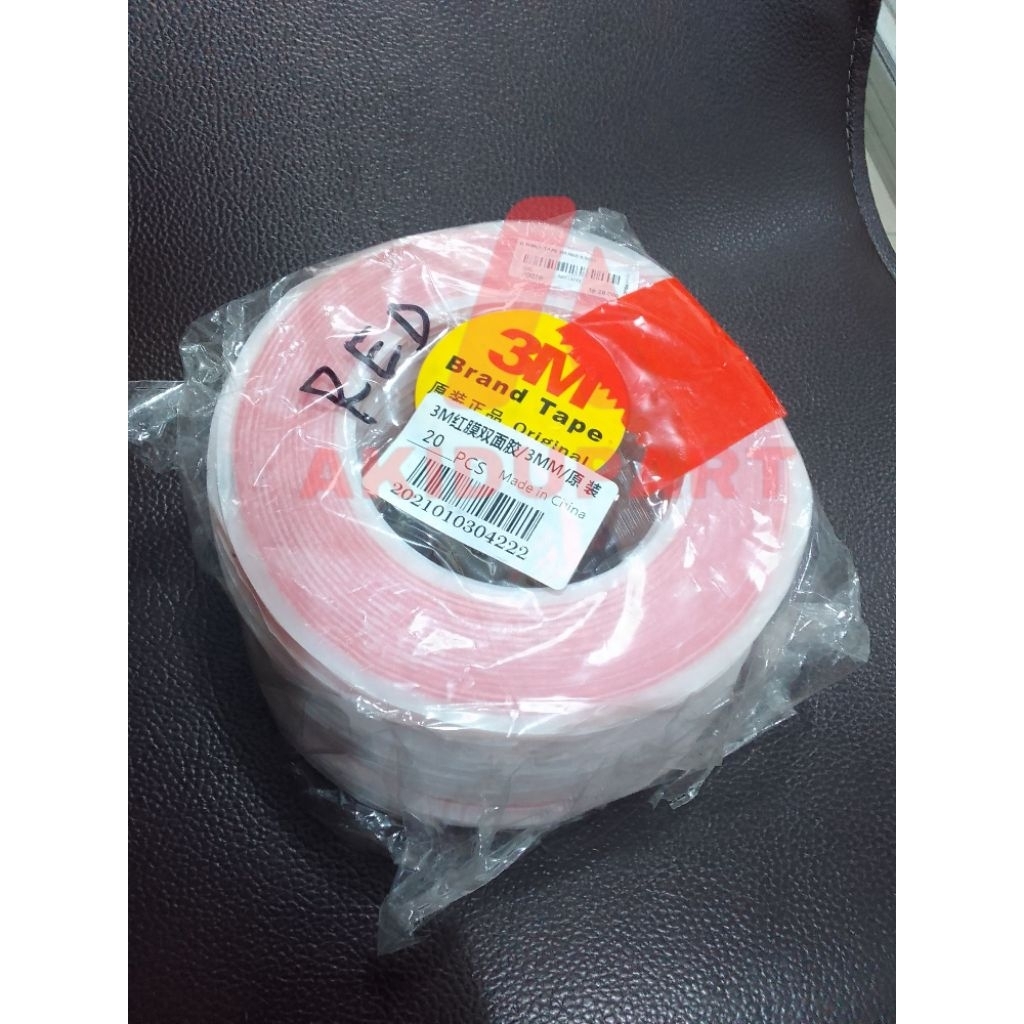 RED
3M
Brand Tape
原装正品 Original
3M红膜双面胶/3MM/原装
20 PCS Made in China
2021010304222